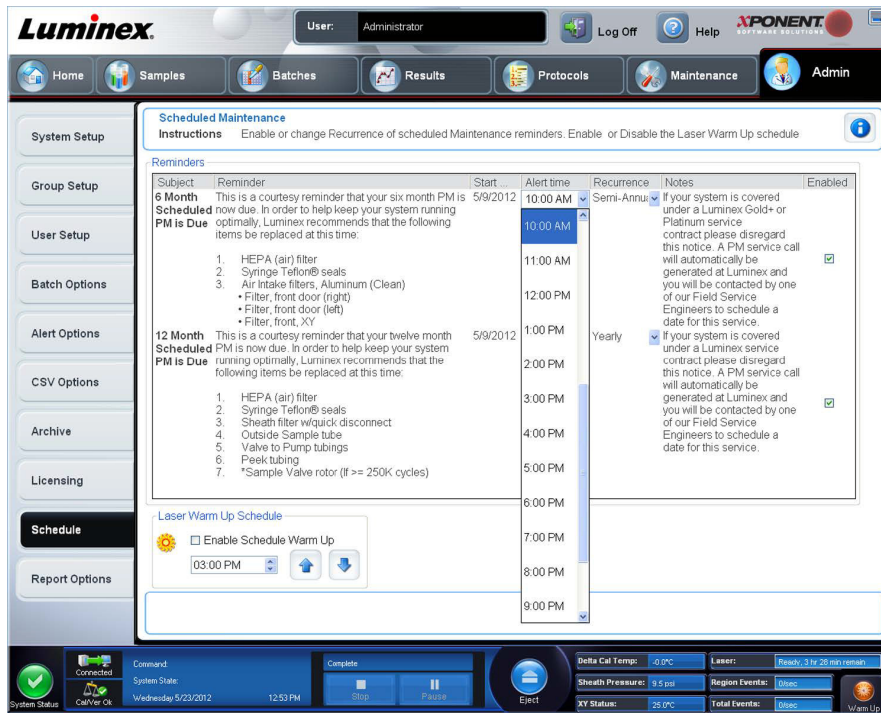 Luminex.
User: Administrator
Log Off
Help
XPONENT.
SOFTWARE SOLUTIONS
Home
Samples
Batches
Results
Protocols
Maintenance
Admin
System Setup
Group Setup
User Setup
Batch Options
Alert Options
CSV Options
Archive
Licensing
Schedule
Report Options
Scheduled Maintenance
Instructions Enable or change Recurrence of scheduled Maintenance reminders. Enable or Disable the Laser Warm Up schedule
Reminders
Subject Reminder Start ... Alert time Recurrence Notes Enabled
6 Month
Scheduled
PM is Due
This is a courtesy reminder that your six month PM is
now due. In order to help keep your system running
optimally, Luminex recommends that the following
items be replaced at this time:
1. HEPA (air) filter
2. Syringe Teflon® seals
3. Air Intake filters, Aluminum (Clean)
• Filter, front door (right)
• Filter, front door (left)
• Filter, front, XY
5/9/2012
10:00 AM
Semi-Annu
If your system is covered
under a Luminex Gold+ or
Platinum service
contract please disregard
this notice. A PM service call
will automatically be
generated at Luminex and
you will be contacted by one
of our Field Service
Engineers to schedule a
date for this service.
12 Month
Scheduled
PM is Due
This is a courtesy reminder that your twelve month
PM is now due. In order to help keep your system
running optimally, Luminex recommends that the
following items be replaced at this time:
1. HEPA (air) filter
2. Syringe Teflon® seals
3. Sheath filter w/quick disconnect
4. Outside Sample tube
5. Valve to Pump tubings
6. Peek tubing
7. *Sample Valve rotor (If >= 250K cycles)
5/9/2012
Yearly
If your system is covered
under a Luminex service
contract please disregard
this notice. A PM service call
will automatically be
generated at Luminex and
you will be contacted by one
of our Field Service
Engineers to schedule a
date for this service.
10:00 AM
11:00 AM
12:00 PM
1:00 PM
2:00 PM
3:00 PM
4:00 PM
5:00 PM
6:00 PM
7:00 PM
8:00 PM
9:00 PM
Laser Warm Up Schedule
Enable Schedule Warm Up
03:00 PM
System Status
Connected
Cal/Ver Ok
Command:
System State:
Wednesday 5/23/2012 12:53 PM
Complete
Stop
Pause
Eject
Delta Cal Temp: -0.0°C
Sheath Pressure: 9.5 psi
XY Status: 25.0°C
Laser: Ready, 3 hr 26 min remain
Region Events: 0/sec
Total Events: 0/sec
Warm Up